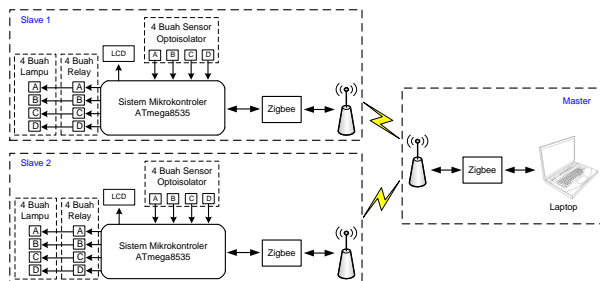 Slave 1
4 Buah Sensor
Optoisolator
A B C D
LCD
4 Buah
Lampu
4 Buah
Relay
A A
B B
C C
D D
Sistem Mikrokontroler
ATmega8535
Zigbee
Slave 2
4 Buah Sensor
Optoisolator
A B C D
LCD
4 Buah
Lampu
4 Buah
Relay
A A
B B
C C
D D
Sistem Mikrokontroler
ATmega8535
Zigbee
Master
Zigbee
Laptop